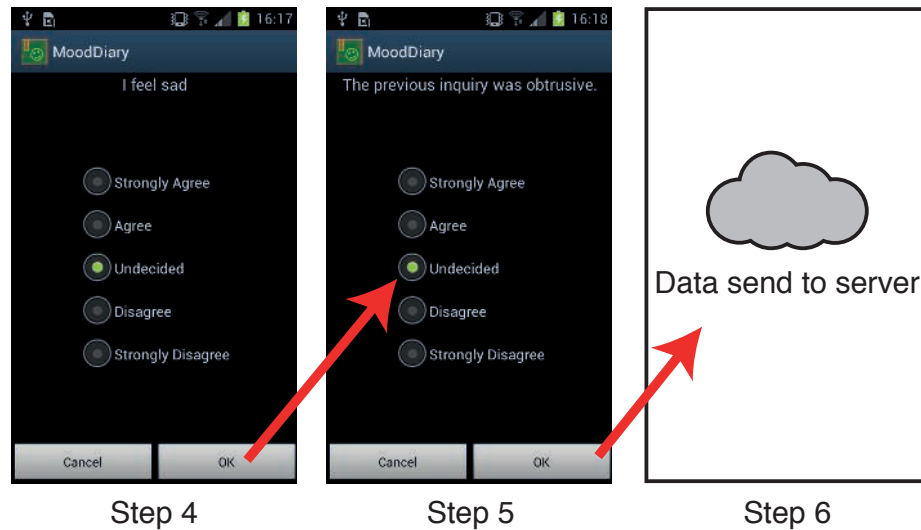 16:17
MoodDiary
I feel sad
Strongly Agree
Agree
Undecided
Disagree
Strongly Disagree
Cancel
OK
Step 4
16:18
MoodDiary
The previous inquiry was obtrusive.
Strongly Agree
Agree
Undecided
Disagree
Strongly Disagree
Cancel
OK
Step 5
Data send to server
Step 6